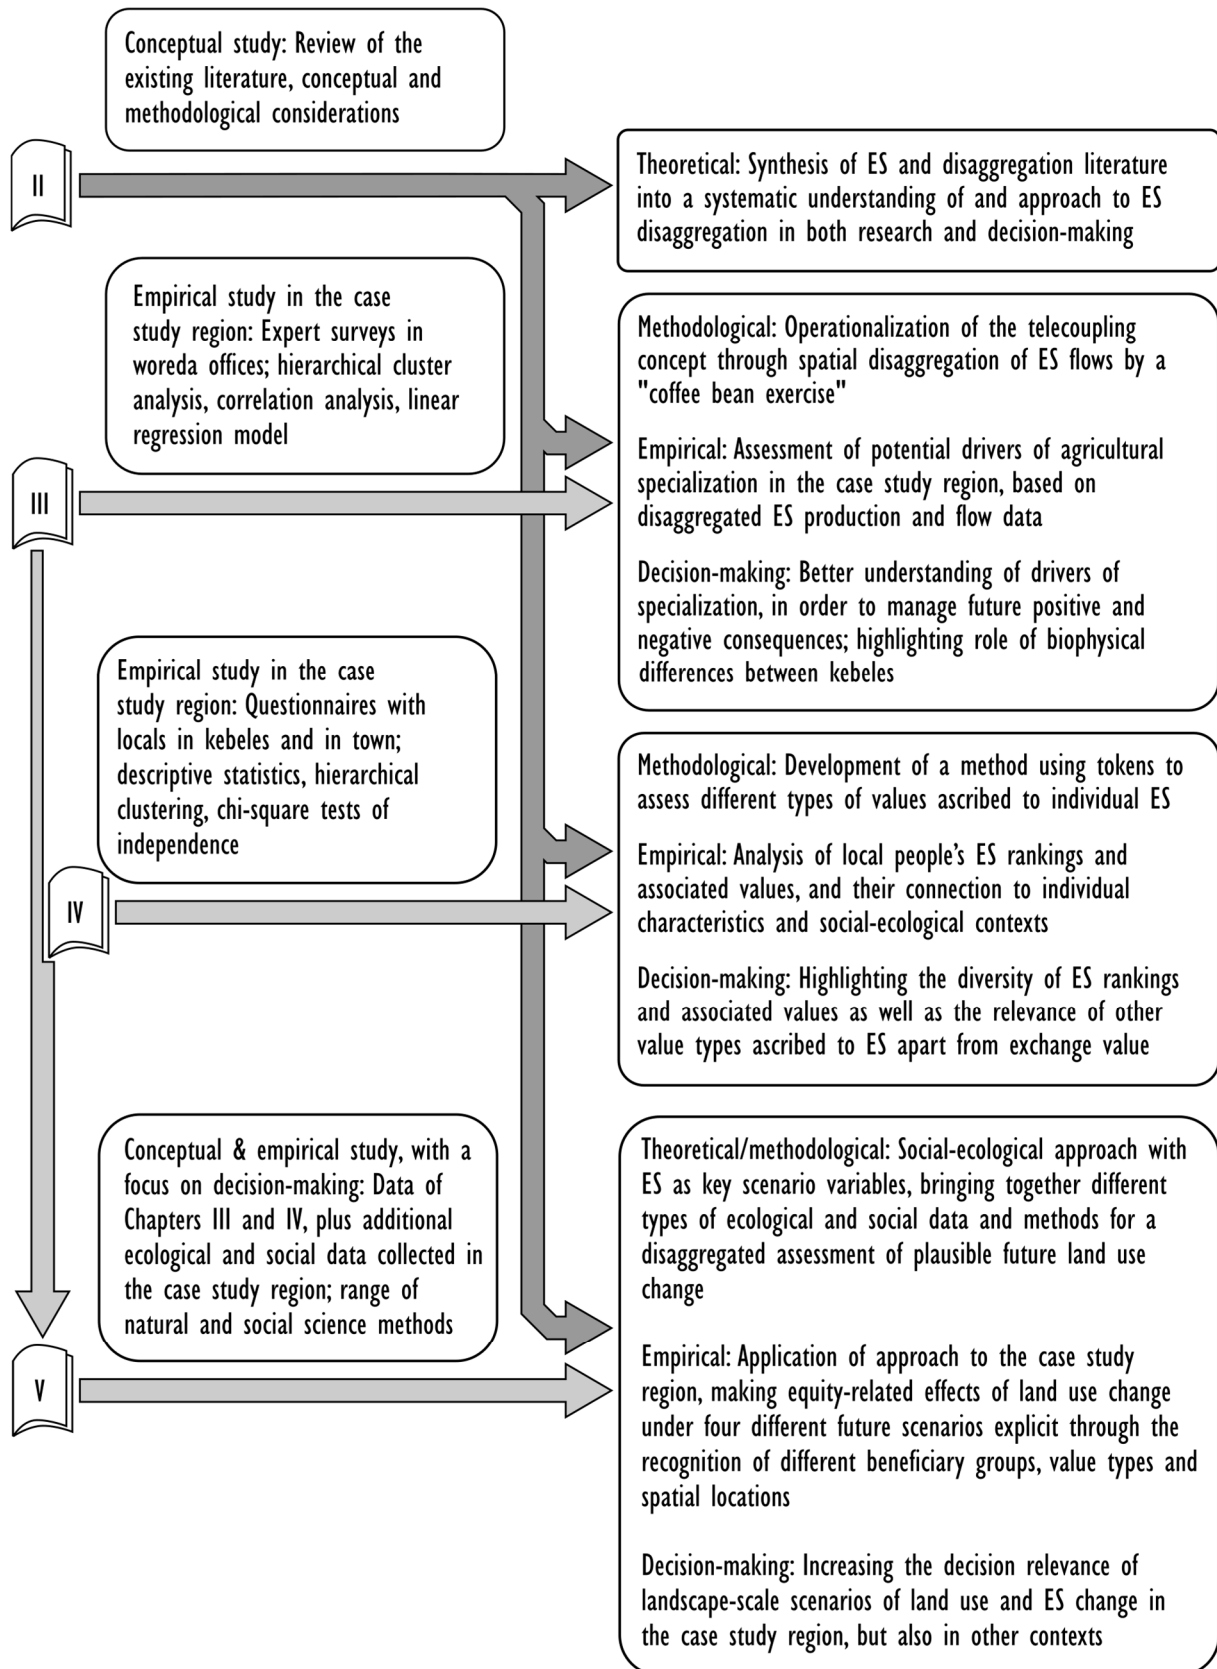 Conceptual study: Review of the
existing literature, conceptual and
methodological considerations
II
Theoretical: Synthesis of ES and disaggregation literature
into a systematic understanding of and approach to ES
disaggregation in both research and decision-making
Empirical study in the case
study region: Expert surveys in
woreda offices; hierarchical cluster
analysis, correlation analysis, linear
regression model
III
Methodological: Operationalization of the telecoupling
concept through spatial disaggregation of ES flows by a
"coffee bean exercise"
Empirical: Assessment of potential drivers of agricultural
specialization in the case study region, based on
disaggregated ES production and flow data
Decision-making: Better understanding of drivers of
specialization, in order to manage future positive and
negative consequences; highlighting role of biophysical
differences between kebeles
Empirical study in the case
study region: Questionnaires with
locals in kebeles and in town;
descriptive statistics, hierarchical
clustering, chi-square tests of
independence
IV
Methodological: Development of a method using tokens to
assess different types of values ascribed to individual ES
Empirical: Analysis of local people's ES rankings and
associated values, and their connection to individual
characteristics and social-ecological contexts
Decision-making: Highlighting the diversity of ES rankings
and associated values as well as the relevance of other
value types ascribed to ES apart from exchange value
Conceptual & empirical study, with a
focus on decision-making: Data of
Chapters III and IV, plus additional
ecological and social data collected in
the case study region; range of
natural and social science methods
V
Theoretical/methodological: Social-ecological approach with
ES as key scenario variables, bringing together different
types of ecological and social data and methods for a
disaggregated assessment of plausible future land use
change
Empirical: Application of approach to the case study
region, making equity-related effects of land use change
under four different future scenarios explicit through the
recognition of different beneficiary groups, value types and
spatial locations
Decision-making: Increasing the decision relevance of
landscape-scale scenarios of land use and ES change in
the case study region, but also in other contexts